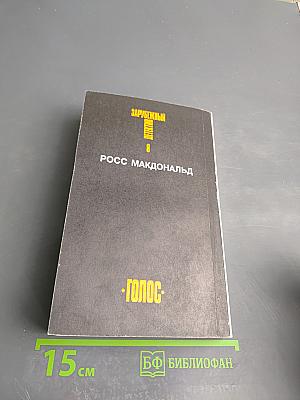 ЗАРУБЕЖНЫЙ
ДЕТЕКТИВ
8
РОСС МАКДОНАЛЬД
·ГОЛОС·
15 см
БФ БИБЛИОФАН